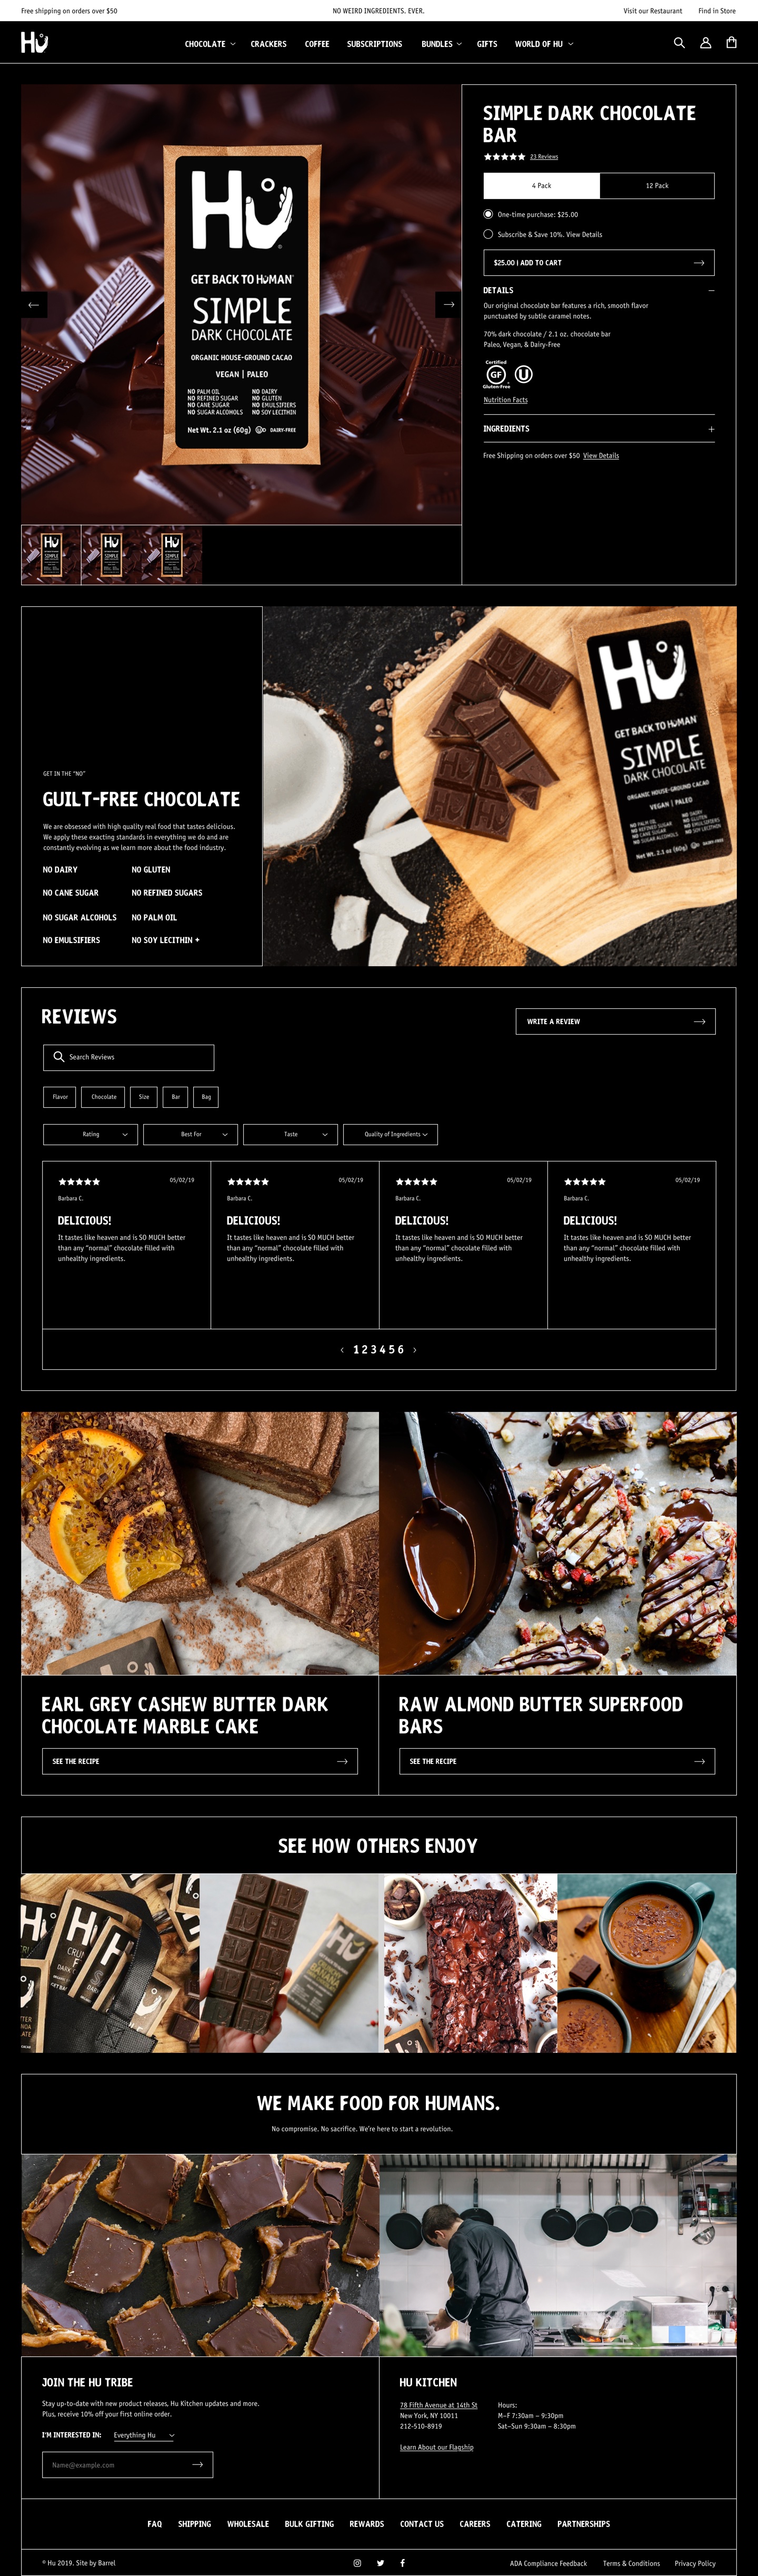 Free shipping on orders over $50
NO WEIRD INGREDIENTS. EVER.
Visit our Restaurant
Find in Store
Hu
CHOCOLATE
CRACKERS
COFFEE
SUBSCRIPTIONS
BUNDLES
GIFTS
WORLD OF HU
Hu
GET BACK TO HUMAN
SIMPLE
DARK CHOCOLATE
ORGANIC HOUSE-GROUND CACAO
VEGAN | PALEO
NO PALM OIL NO DAIRY
NO REFINED SUGAR NO GLUTEN
NO CANE SUGAR NO EMULSIFIERS
NO SUGAR ALCOHOLS NO SOY LECITHIN
Net Wt. 2.1 oz (60g) UD DAIRY-FREE
SIMPLE DARK CHOCOLATE
BAR
23 Reviews
4 Pack
12 Pack
One-time purchase: $25.00
Subscribe & Save 10%. View Details
$25.00 | ADD TO CART
DETAILS
Our original chocolate bar features a rich, smooth flavor
punctuated by subtle caramel notes.
70% dark chocolate / 2.1 oz. chocolate bar
Paleo, Vegan, & Dairy-Free
Certified
GF
Gluten-Free
U
Nutrition Facts
INGREDIENTS
Free Shipping on orders over $50 View Details
Hu
SIMPLE
Hu
SIMPLE
Hu
SIMPLE
GET IN THE “NO”
GUILT-FREE CHOCOLATE
We are obsessed with high quality real food that tastes delicious.
We apply these exacting standards in everything we do and are
constantly evolving as we learn more about the food industry.
NO DAIRY NO GLUTEN
NO CANE SUGAR NO REFINED SUGARS
NO SUGAR ALCOHOLS NO PALM OIL
NO EMULSIFIERS NO SOY LECITHIN +
Hu
GET BACK TO HUMAN
SIMPLE
DARK CHOCOLATE
ORGANIC HOUSE-GROUND CACAO
VEGAN | PALEO
NO PALM OIL NO DAIRY
NO REFINED SUGAR NO GLUTEN
NO CANE SUGAR NO EMULSIFIERS
NO SUGAR ALCOHOLS NO SOY LECITHIN
Net Wt. 2.1 oz (60g)
REVIEWS
WRITE A REVIEW
Search Reviews
Flavor
Chocolate
Size
Bar
Bag
Rating
Best For
Taste
Quality of Ingredients
05/02/19
Barbara C.
DELICIOUS!
It tastes like heaven and is SO MUCH better
than any “normal” chocolate filled with
unhealthy ingredients.
05/02/19
Barbara C.
DELICIOUS!
It tastes like heaven and is SO MUCH better
than any “normal” chocolate filled with
unhealthy ingredients.
05/02/19
Barbara C.
DELICIOUS!
It tastes like heaven and is SO MUCH better
than any “normal” chocolate filled with
unhealthy ingredients.
05/02/19
Barbara C.
DELICIOUS!
It tastes like heaven and is SO MUCH better
than any “normal” chocolate filled with
unhealthy ingredients.
1 2 3 4 5 6
EARL GREY CASHEW BUTTER DARK
CHOCOLATE MARBLE CAKE
SEE THE RECIPE
RAW ALMOND BUTTER SUPERFOOD
BARS
SEE THE RECIPE
SEE HOW OTHERS ENJOY
Hu
Hu
WE MAKE FOOD FOR HUMANS.
No compromise. No sacrifice. We’re here to start a revolution.
JOIN THE HU TRIBE
Stay up-to-date with new product releases, Hu Kitchen updates and more.
Plus, receive 10% off your first online order.
I'M INTERESTED IN: Everything Hu
Name@example.com
HU KITCHEN
78 Fifth Avenue at 14th St
New York, NY 10011
212-510-8919
Learn About our Flagship
Hours:
M–F 7:30am – 9:30pm
Sat–Sun 9:30am – 8:30pm
FAQ
SHIPPING
WHOLESALE
BULK GIFTING
REWARDS
CONTACT US
CAREERS
CATERING
PARTNERSHIPS
© Hu 2019. Site by Barrel
ADA Compliance Feedback
Terms & Conditions
Privacy Policy